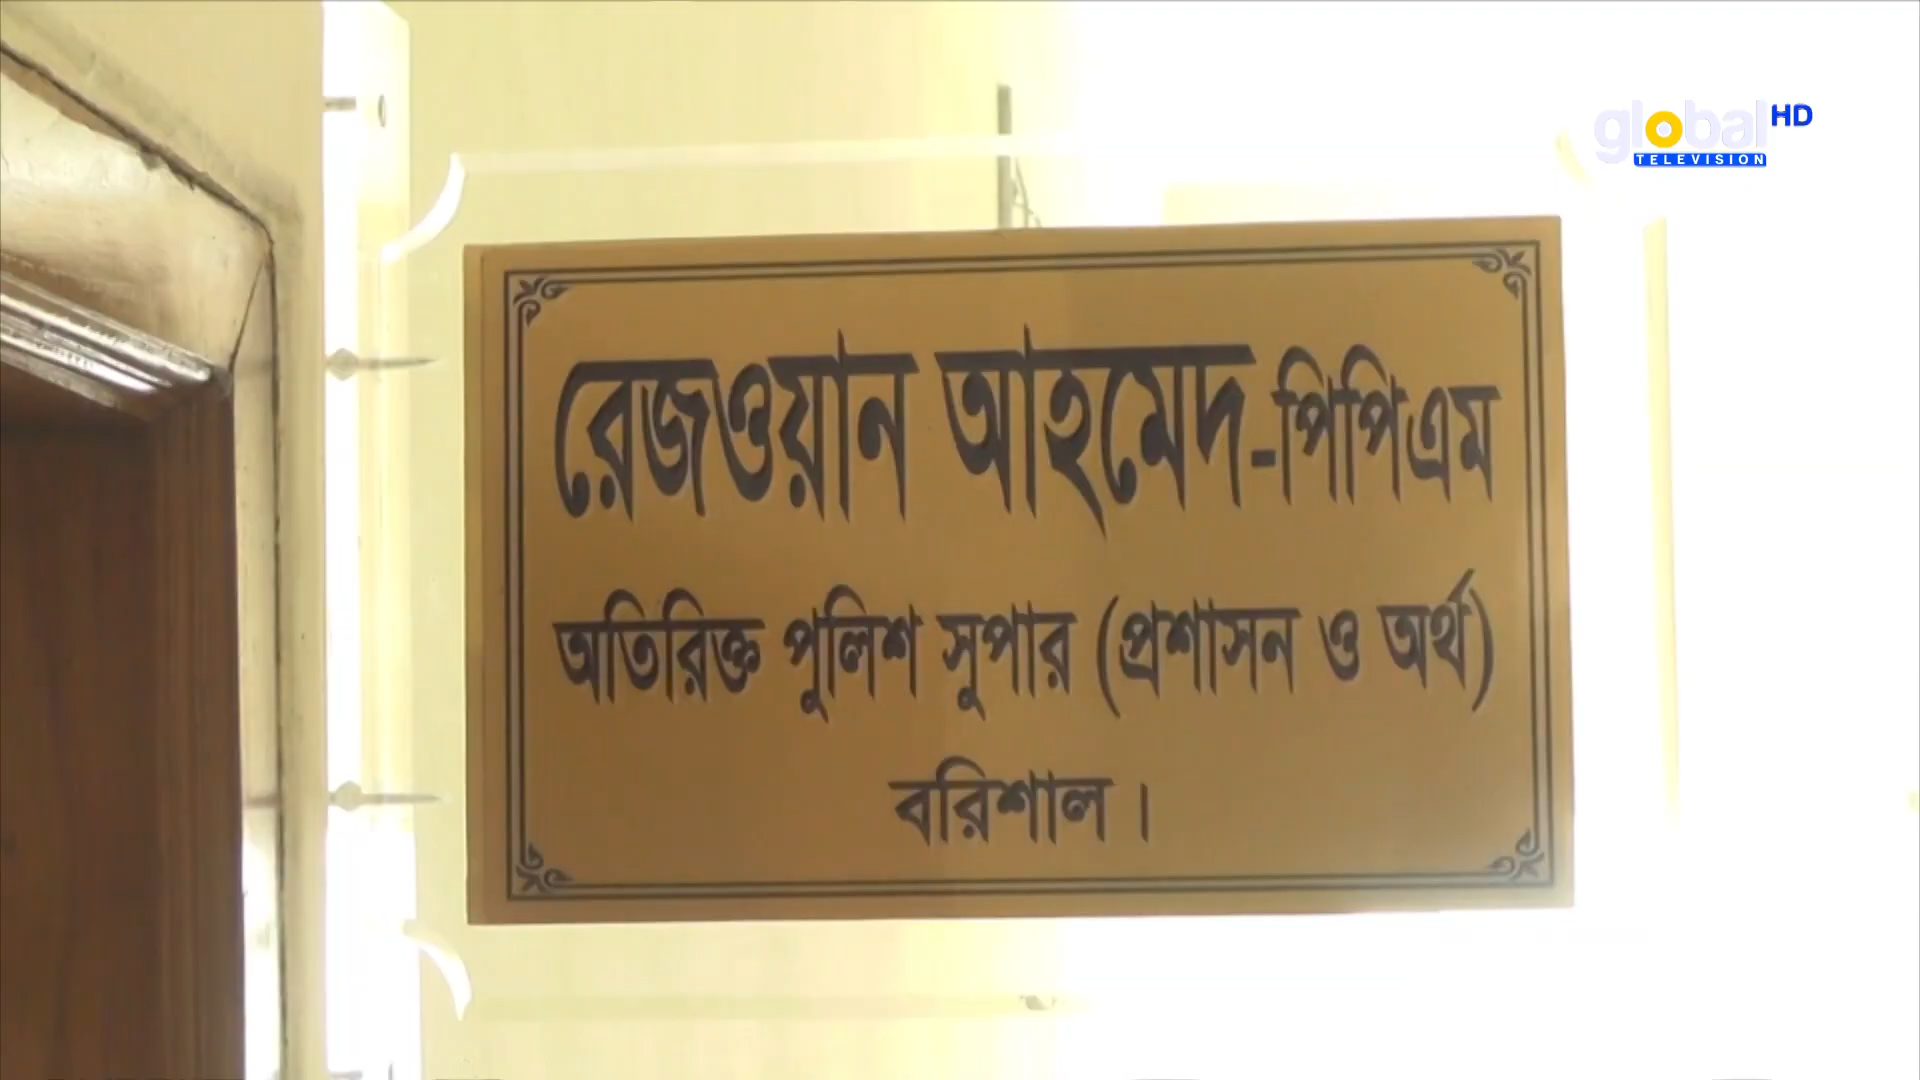 global HD
TELEVISION
রেজওয়ান আহমেদ-পিপিএম
অতিরিক্ত পুলিশ সুপার (প্রশাসন ও অর্থ)
বরিশাল।